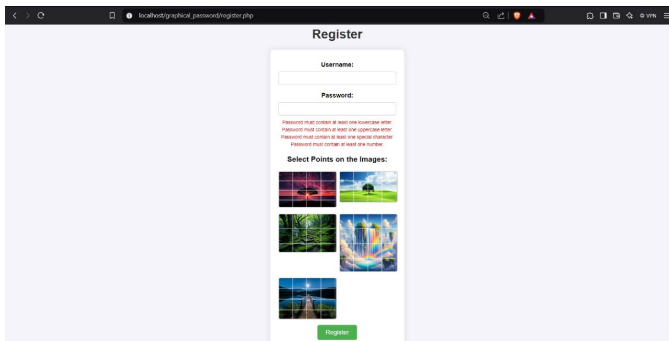 localhost/graphical_password/register.php
VPN
Register
Username:
Password:
Password must contain at least one lowercase letter.
Password must contain at least one uppercase letter.
Password must contain at least one special character.
Password must contain at least one number.
Select Points on the Images:
Register